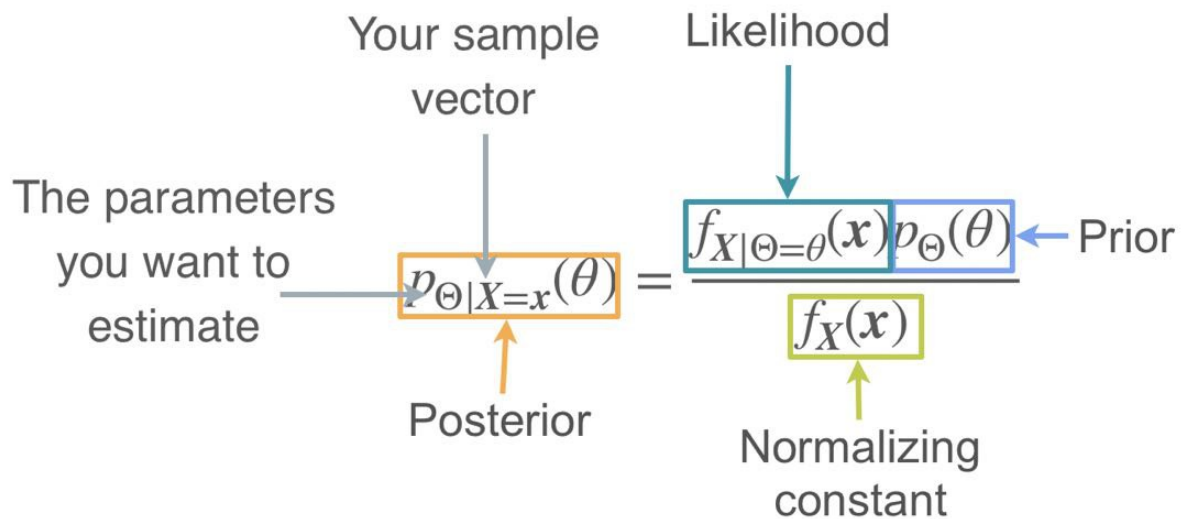 Your sample
vector
Likelihood
The parameters
you want to
estimate
p_{Θ|X=x}(θ) = f_{X|Θ=θ}(x) p_Θ(θ) / f_X(x)
Prior
Posterior
Normalizing
constant